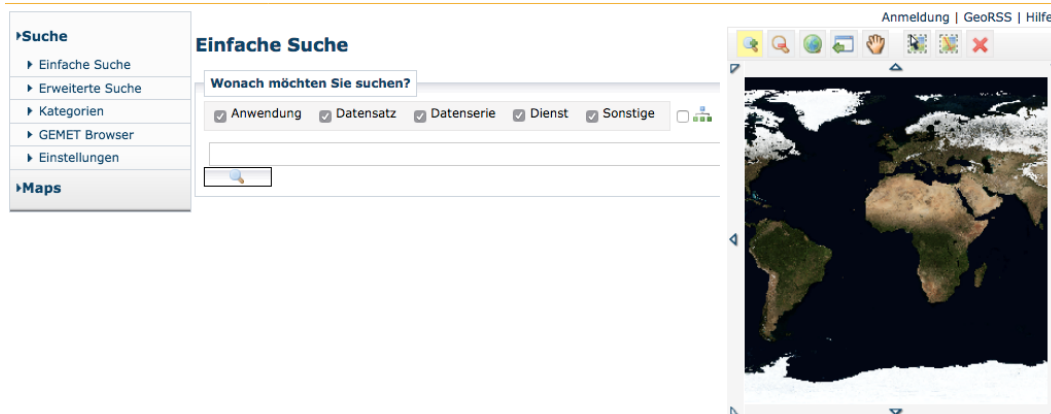 Anmeldung | GeoRSS | Hilfe
Suche
Einfache Suche
Erweiterte Suche
Kategorien
GEMET Browser
Einstellungen
Maps
Einfache Suche
Wonach möchten Sie suchen?
Anwendung Datensatz Datenserie Dienst Sonstige